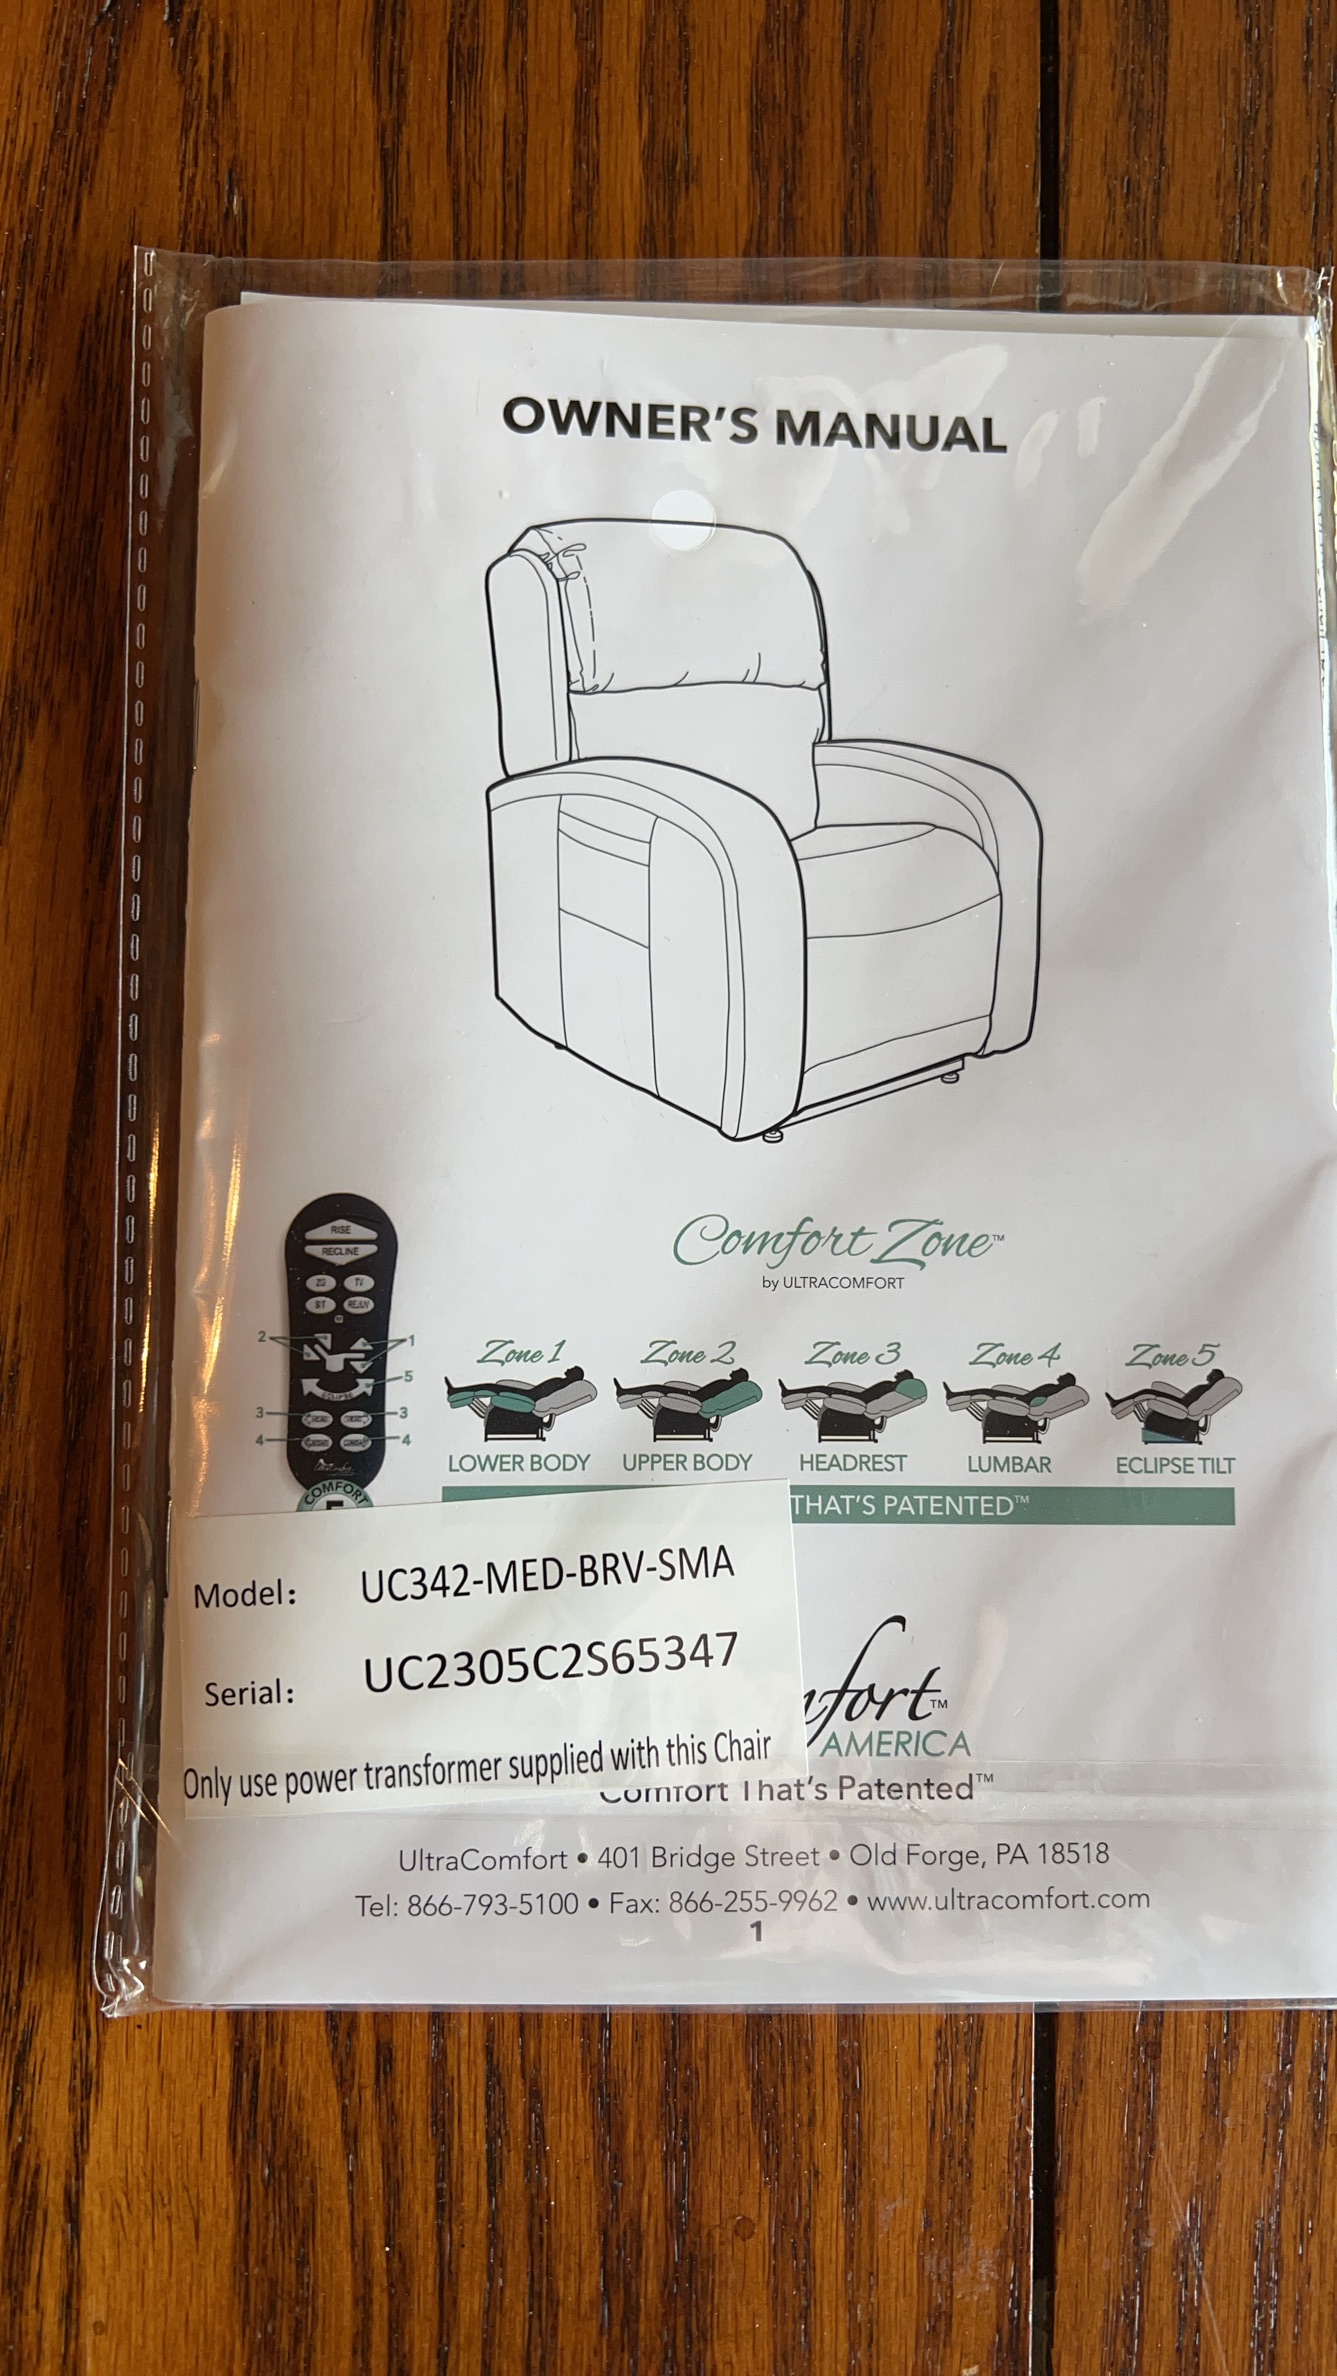 OWNER'S MANUAL
RISE
RECLINE
ZG TV
BT REJUV
M
2 1
ECLIPSE 5
3 3
4 4
COMFORT
Comfort Zone™
by ULTRACOMFORT
Zone 1 Zone 2 Zone 3 Zone 4 Zone 5
LOWER BODY UPPER BODY HEADREST LUMBAR ECLIPSE TILT
THAT'S PATENTED™
Model: UC342-MED-BRV-SMA
Serial: UC2305C2S65347
Only use power transformer supplied with this Chair
fort™
AMERICA
Comfort That's Patented™
UltraComfort • 401 Bridge Street • Old Forge, PA 18518
Tel: 866-793-5100 • Fax: 866-255-9962 • www.ultracomfort.com
1